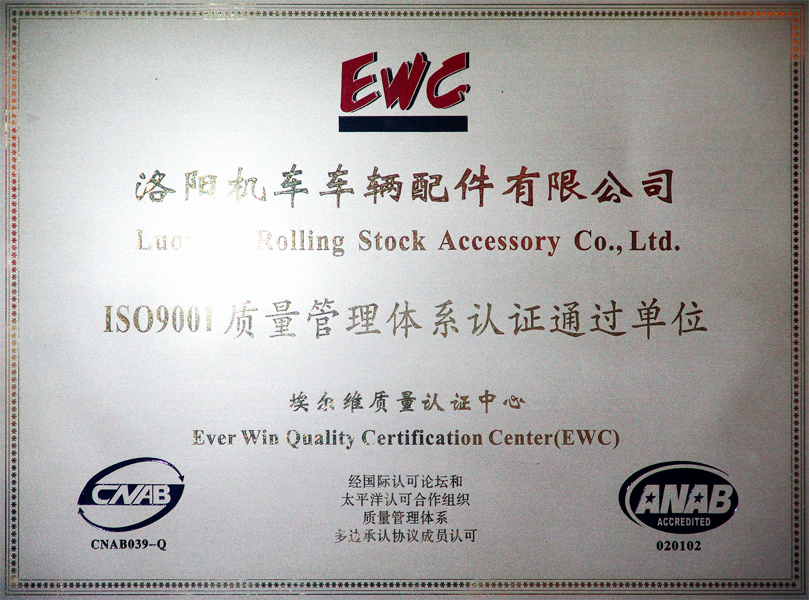 EWC
洛阳机车车辆配件有限公司
Rolling Stock Accessory Co., Ltd.
ISO9001质量管理体系认证通过单位
埃尔维质量认证中心
Ever Win Quality Certification Center(EWC)
CNAB
CNAB039-Q
经国际认可论坛和
太平洋认可合作组织
质量管理体系
多边承认协议成员认可
ANAB
ACCREDITED
020102